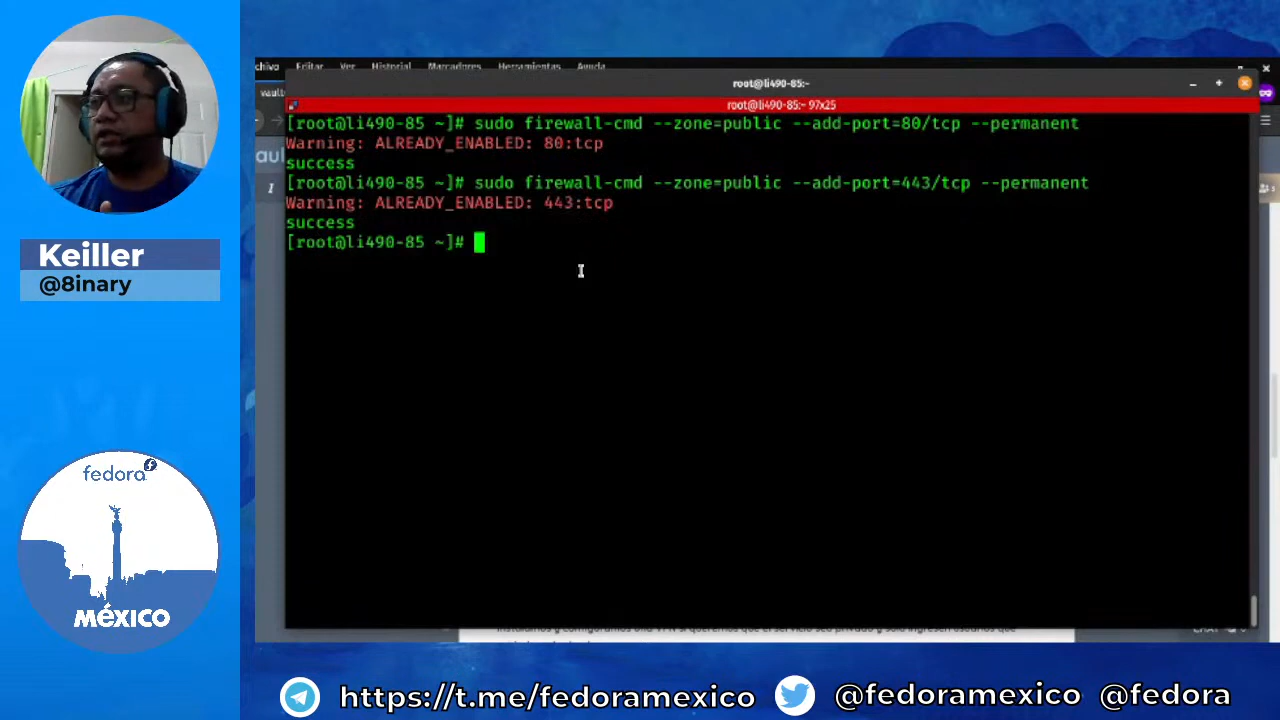 Keiller
@8inary
fedora
MÉXICO
chivo Editar Ver Historial Marcadores Herramientas Ayuda
root@li490-85:~
vault
root@li490-85:~ 97x25
[root@li490-85 ~]# sudo firewall-cmd --zone=public --add-port=80/tcp --permanent
Warning: ALREADY_ENABLED: 80:tcp
success
[root@li490-85 ~]# sudo firewall-cmd --zone=public --add-port=443/tcp --permanent
Warning: ALREADY_ENABLED: 443:tcp
success
[root@li490-85 ~]#
https://t.me/fedoramexico @fedoramexico @fedora